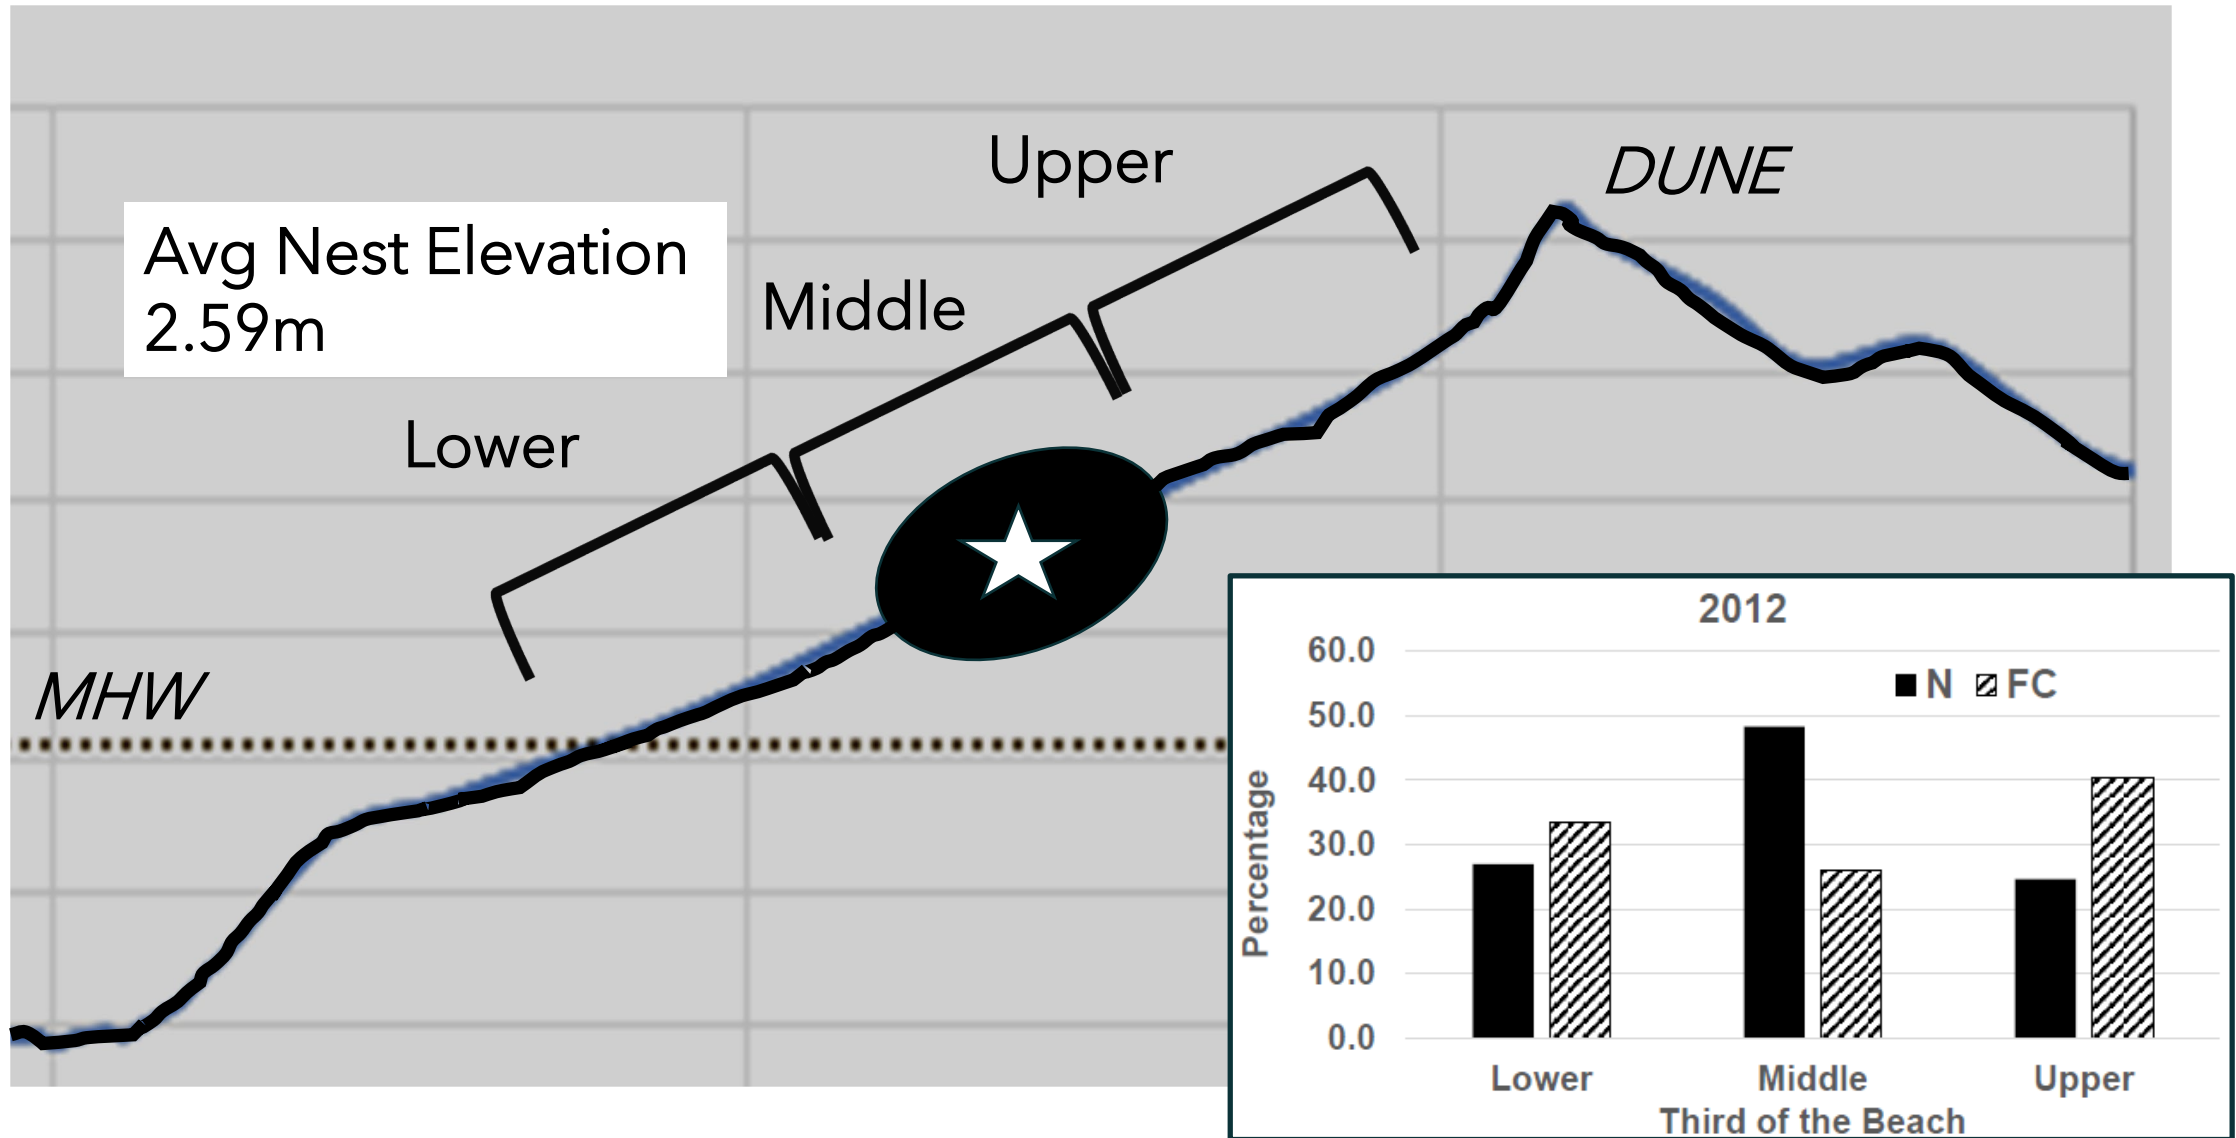 Upper
DUNE
Avg Nest Elevation
2.59m
Middle
Lower
MHW
2012
60.0
50.0
40.0
30.0
20.0
10.0
0.0
N FC
Percentage
Lower Middle Upper
Third of the Beach